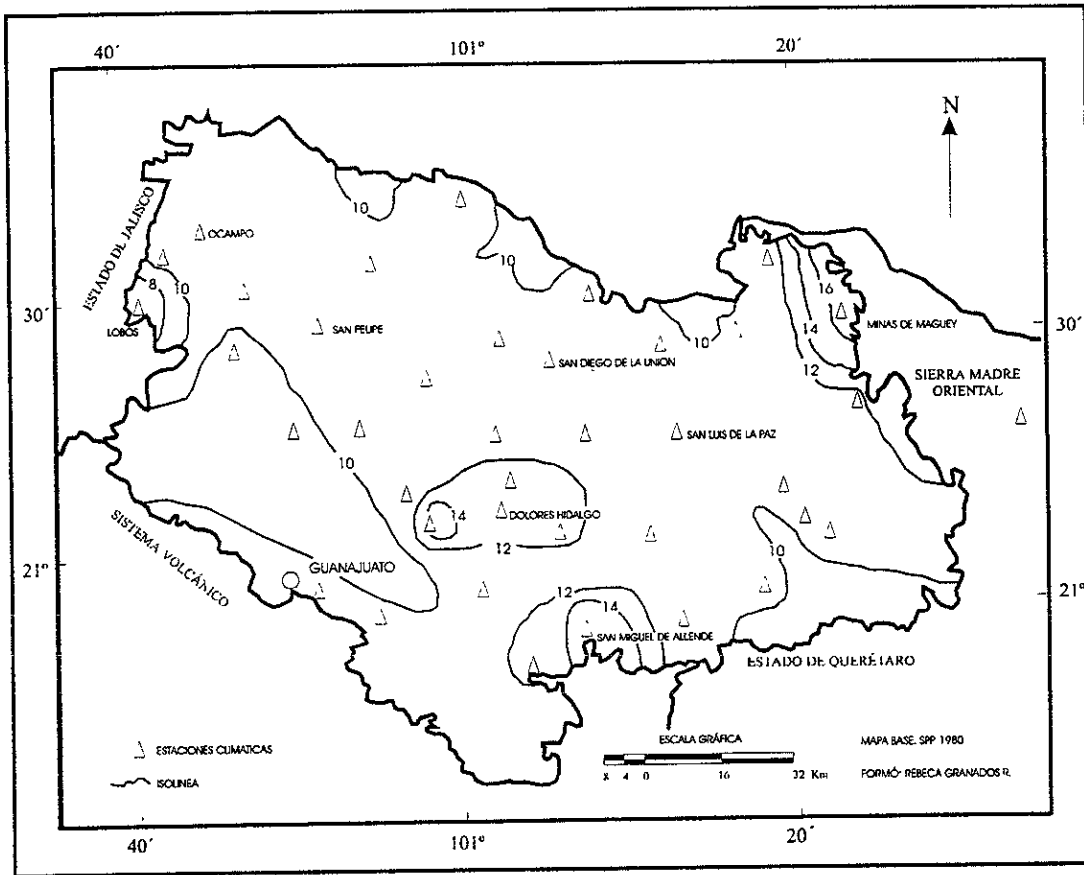 40´ 101° 20´
N
ESTADO DE JALISCO
10
10
OCAMPO
8 10
16
30´ 30´
LOBOS
SAN FELIPE
10
14
MINAS DE MAGUEY
SAN DIEGO DE LA UNION
12
SIERRA MADRE
ORIENTAL
SAN LUIS DE LA PAZ
10
14
DOLORES HIDALGO
SISTEMA VOLCÁNICO
12
10
21° 21°
GUANAJUATO
12
14
SAN MIGUEL DE ALLENDE
ESTADO DE QUERÉTARO
ESTACIONES CLIMATICAS
ISOLINEA
ESCALA GRÁFICA
8 4 0 16 32 Km
MAPA BASE. SPP 1980
FORMÓ- REBECA GRANADOS R.
40´ 101° 20´